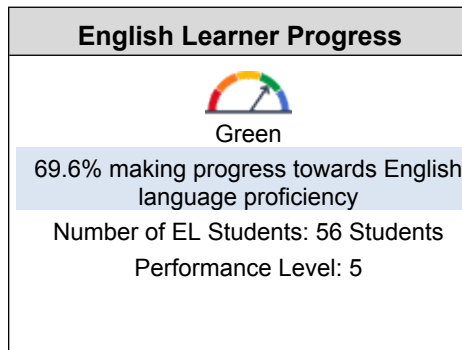 English Learner Progress
Green
69.6% making progress towards English
language proficiency
Number of EL Students: 56 Students
Performance Level: 5